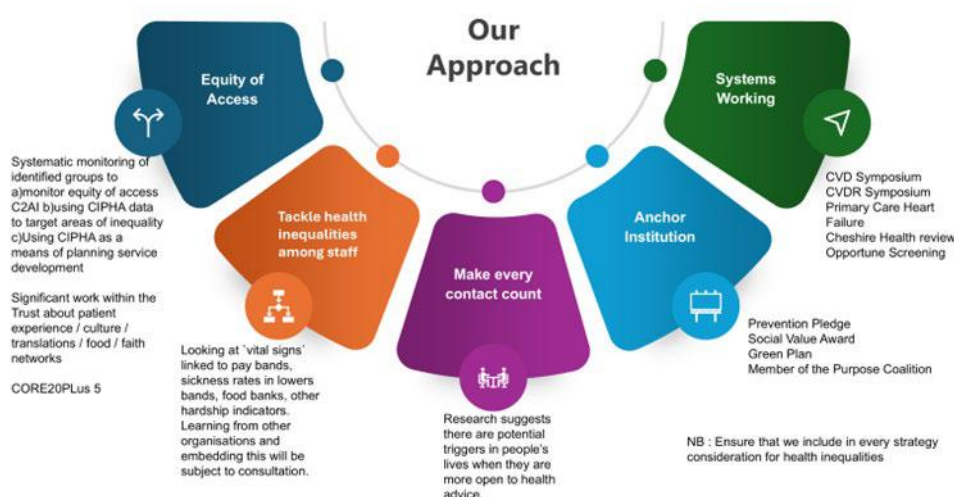 Our
Approach
Equity of
Access
Systematic monitoring of
identified groups to
a)monitor equity of access
C2AI b)using CIPHA data
to target areas of inequality
c)Using CIPHA as a
means of planning service
development
Significant work within the
Trust about patient
experience / culture /
translations / food / faith
networks
CORE20PLus 5
Tackle health
inequalities
among staff
Looking at `vital signs´
linked to pay bands,
sickness rates in lowers
bands, food banks, other
hardship indicators.
Learning from other
organisations and
embedding this will be
subject to consultation.
Make every
contact count
Research suggests
there are potential
triggers in people's
lives when they are
more open to health
advice
Anchor
Institution
Prevention Pledge
Social Value Award
Green Plan
Member of the Purpose Coalition
Systems
Working
CVD Symposium
CVDR Symposium
Primary Care Heart
Failure
Cheshire Health review
Opportune Screening
NB : Ensure that we include in every strategy
consideration for health inequalities